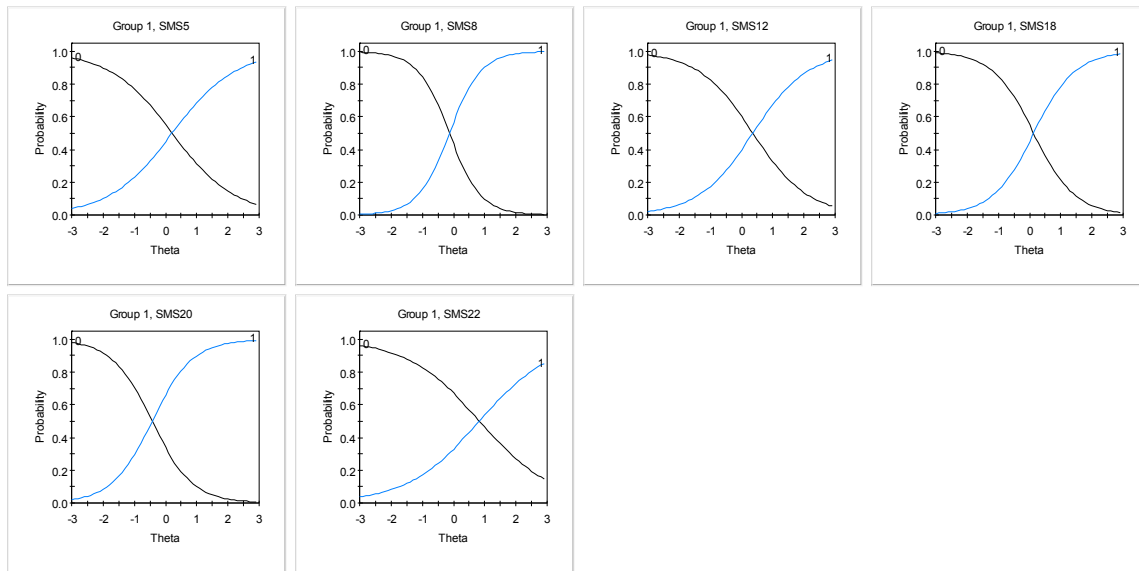 Group 1, SMS5
1.0
0.8
0.6
0.4
0.2
0.0
Probability
0
1
-3 -2 -1 0 1 2 3
Theta
Group 1, SMS8
1.0
0.8
0.6
0.4
0.2
0.0
Probability
0
1
-3 -2 -1 0 1 2 3
Theta
Group 1, SMS12
1.0
0.8
0.6
0.4
0.2
0.0
Probability
0
1
-3 -2 -1 0 1 2 3
Theta
Group 1, SMS18
1.0
0.8
0.6
0.4
0.2
0.0
Probability
0
1
-3 -2 -1 0 1 2 3
Theta
Group 1, SMS20
1.0
0.8
0.6
0.4
0.2
0.0
Probability
0
1
-3 -2 -1 0 1 2 3
Theta
Group 1, SMS22
1.0
0.8
0.6
0.4
0.2
0.0
Probability
0
1
-3 -2 -1 0 1 2 3
Theta